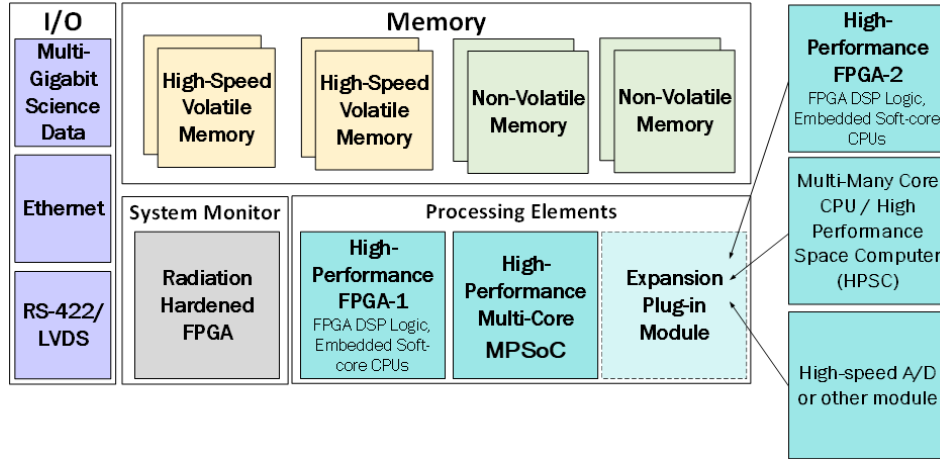 I/O
Multi-
Gigabit
Science
Data
Ethernet
RS-422/
LVDS
Memory
High-Speed
Volatile
Memory
High-Speed
Volatile
Memory
Non-Volatile
Memory
Non-Volatile
Memory
System Monitor
Radiation
Hardened
FPGA
Processing Elements
High-
Performance
FPGA-1
FPGA DSP Logic,
Embedded Soft-
core CPUs
High-
Performance
Multi-Core
MPSoC
Expansion
Plug-in
Module
High-
Performance
FPGA-2
FPGA DSP Logic,
Embedded Soft-core
CPUs
Multi-Many Core
CPU / High
Performance
Space Computer
(HPSC)
High-speed A/D
or other module